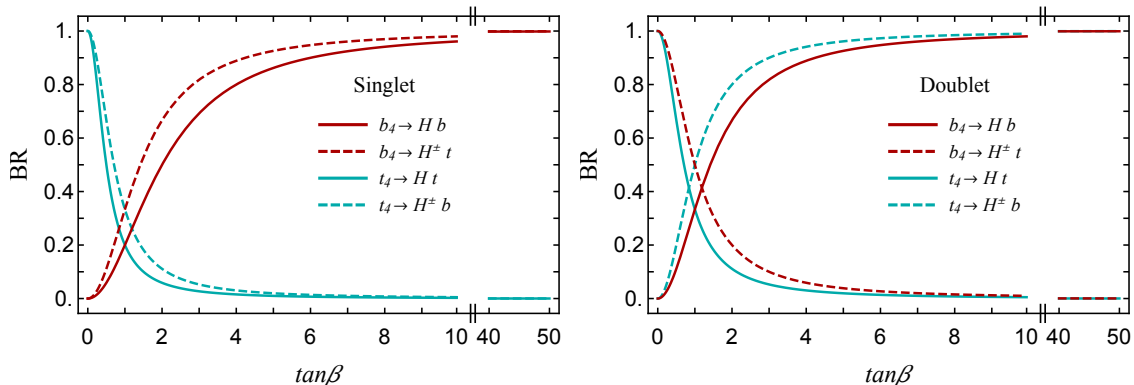 1.
0.8
0.6
0.4
0.2
0.
BR
Singlet
b₄ → H b
b₄ → H± t
t₄ → H t
t₄ → H± b
0 2 4 6 8 10 40 50
tanβ
1.
0.8
0.6
0.4
0.2
0.
BR
Doublet
b₄ → H b
b₄ → H± t
t₄ → H t
t₄ → H± b
0 2 4 6 8 10 40 50
tanβ